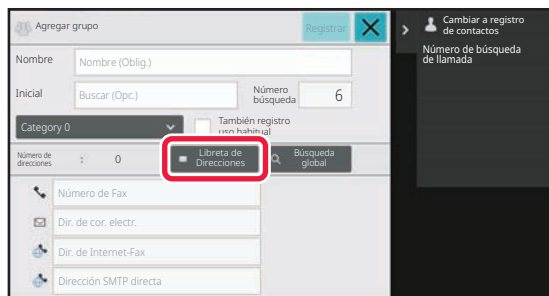 Agregar grupo
Registrar
Cambiar a registro
de contactos
Número de búsqueda
de llamada
Nombre
Nombre (Oblig.)
Inicial
Buscar (Opc.)
Número
búsqueda
6
Category 0
También registro
uso habitual
Número de
direcciones
:
0
Libreta de
Direcciones
Búsqueda
global
Número de Fax
Dir. de cor. electr.
Dir. de Internet-Fax
Dirección SMTP directa